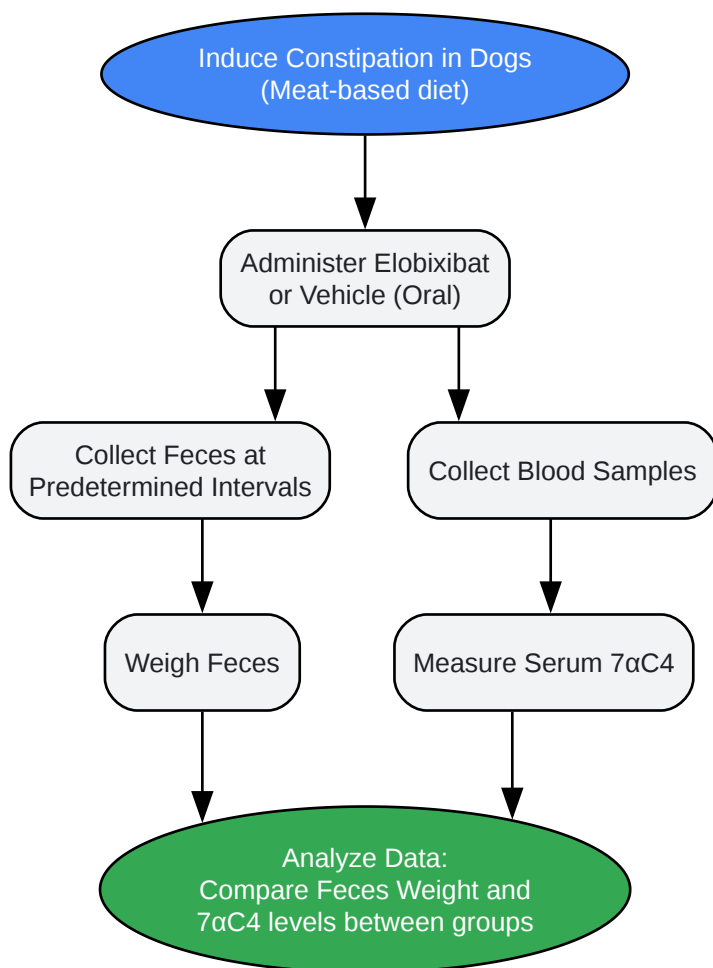 Induce Constipation in Dogs
(Meat-based diet)
Administer Elobixibat
or Vehicle (Oral)
Collect Feces at
Predetermined Intervals
Collect Blood Samples
Weigh Feces
Measure Serum 7αC4
Analyze Data:
Compare Feces Weight and
7αC4 levels between groups